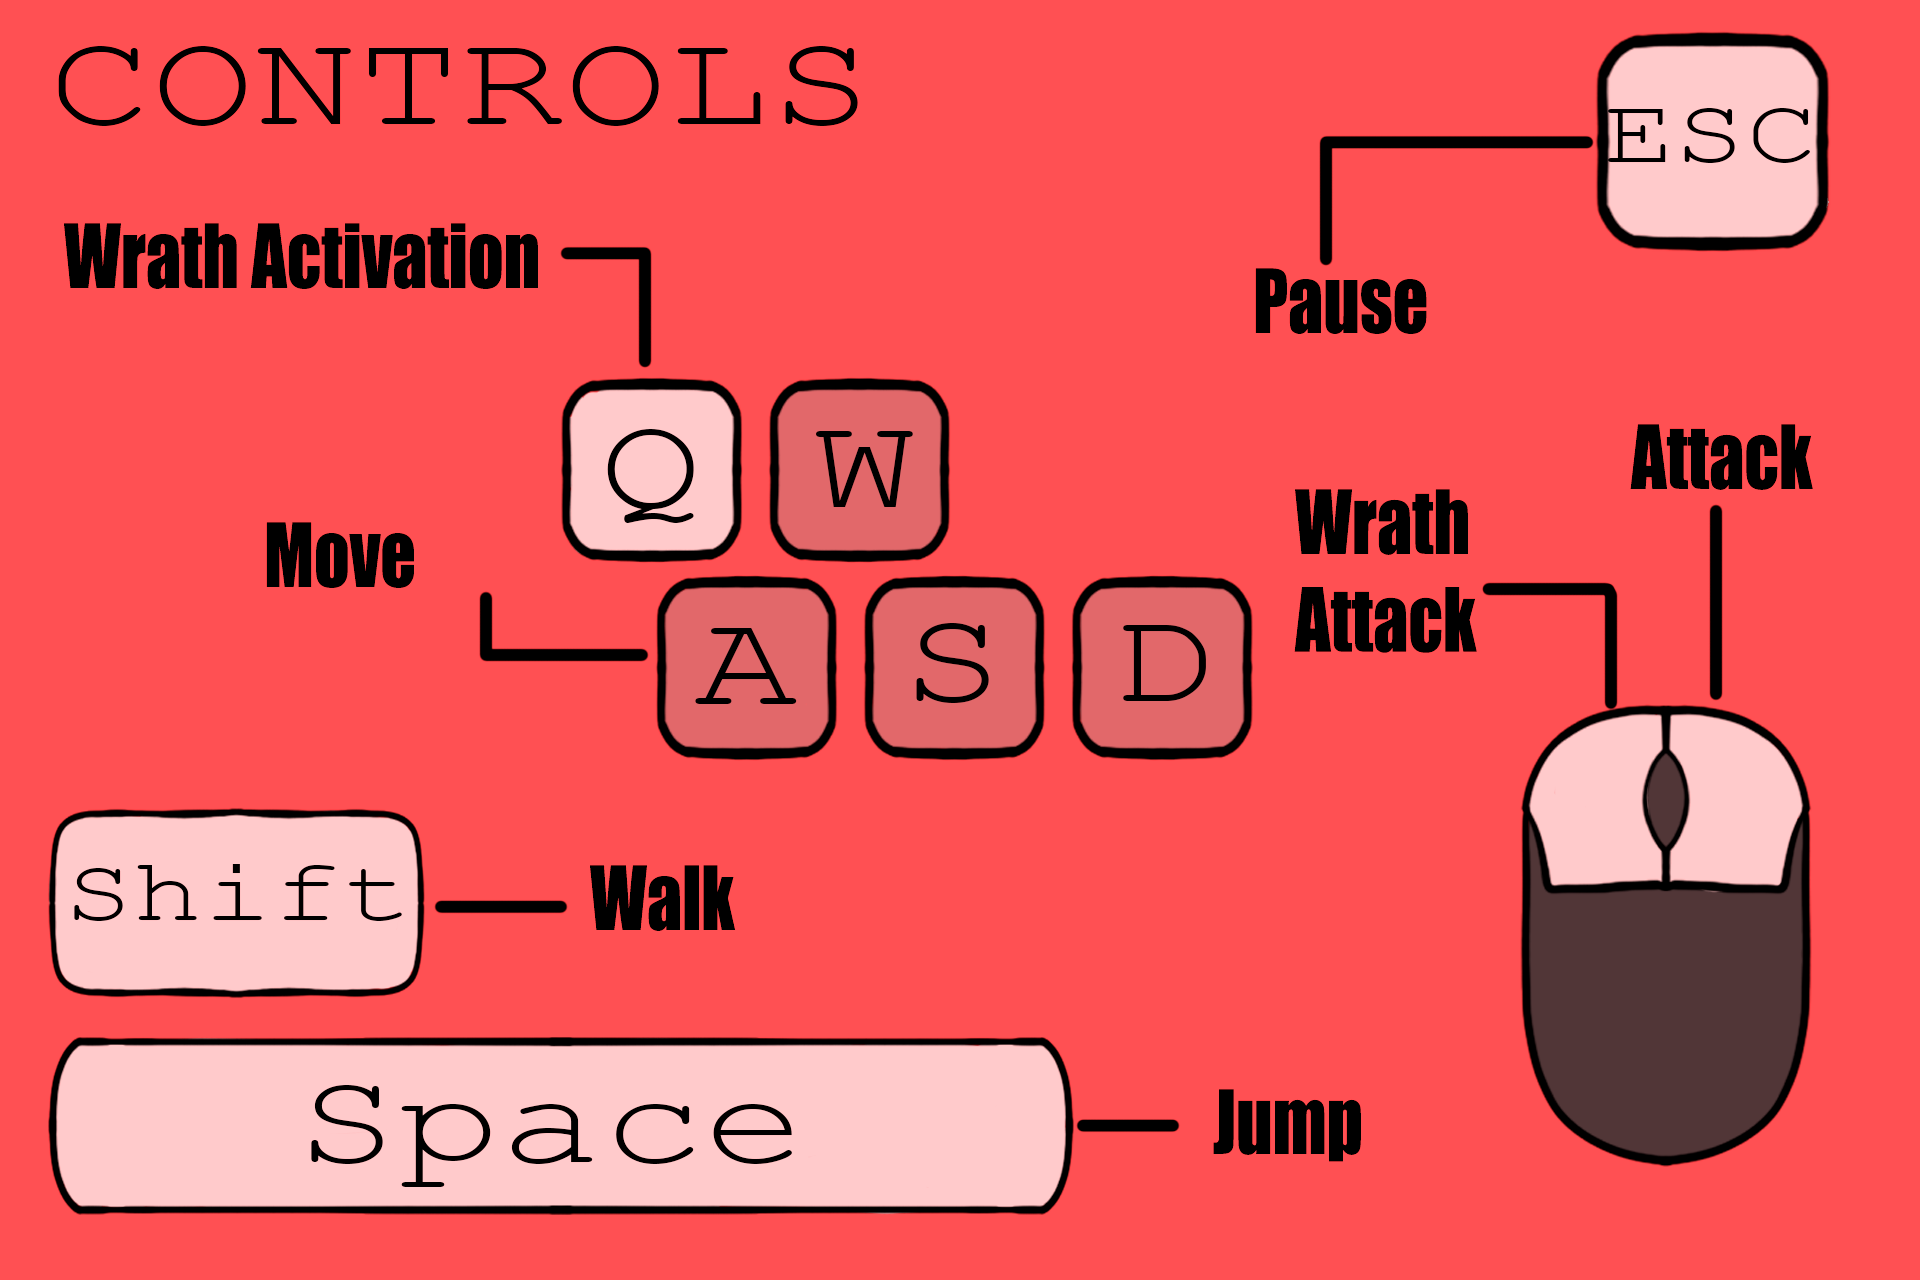 CONTROLS
ESC
Wrath Activation
Pause
Q W
Attack
Wrath
Attack
Move
A S D
Shift
Walk
Space
Jump